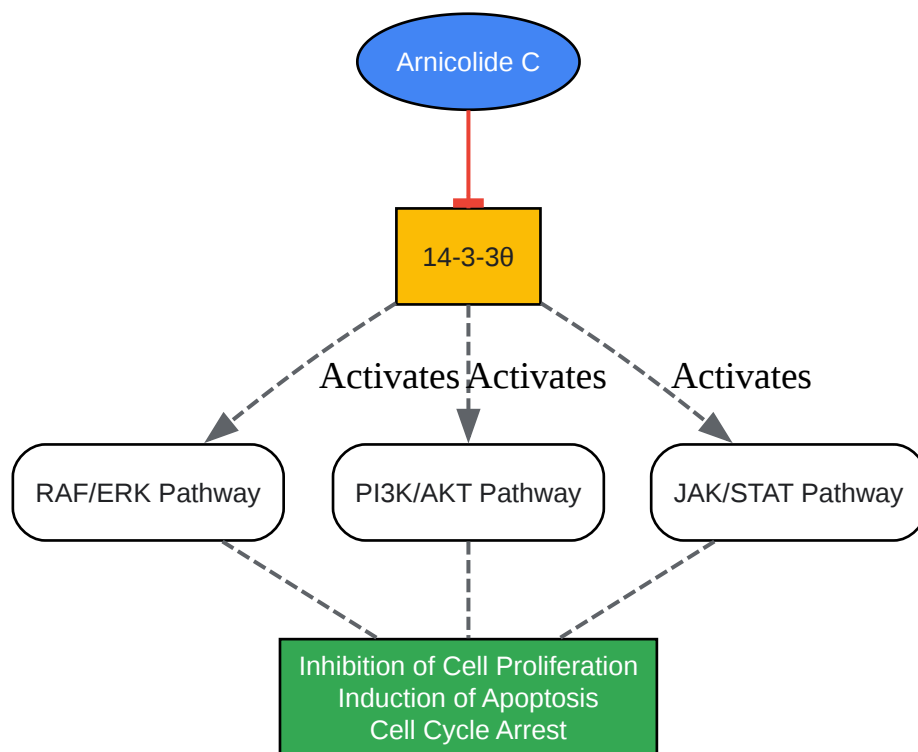 Arnicolide C
14-3-3θ
Activates Activates Activates
RAF/ERK Pathway
PI3K/AKT Pathway
JAK/STAT Pathway
Inhibition of Cell Proliferation
Induction of Apoptosis
Cell Cycle Arrest